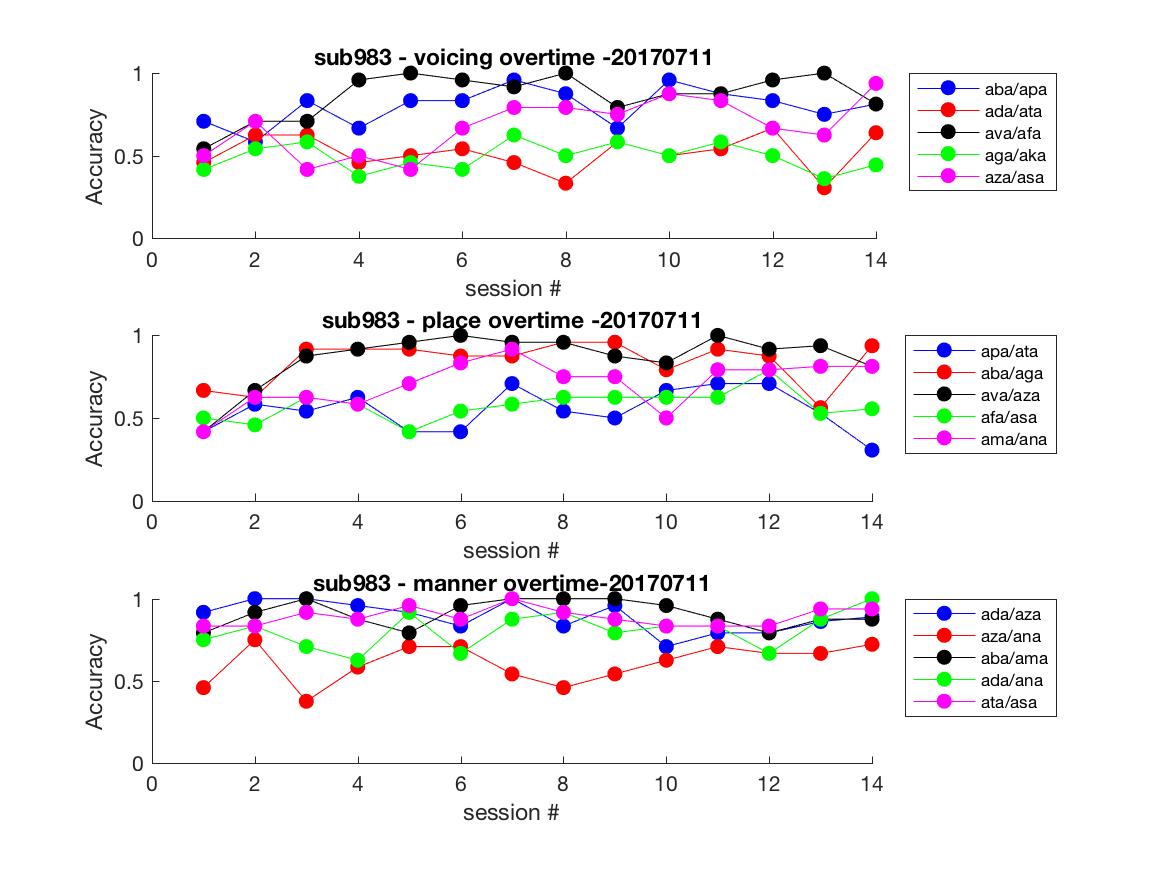 sub983 - voicing overtime -20170711
1
0.5
0
Accuracy
0 2 4 6 8 10 12 14
session #
aba/apa
ada/ata
ava/afa
aga/aka
aza/asa
sub983 - place overtime -20170711
1
0.5
0
Accuracy
0 2 4 6 8 10 12 14
session #
apa/ata
aba/aga
ava/aza
afa/asa
ama/ana
sub983 - manner overtime-20170711
1
0.5
0
Accuracy
0 2 4 6 8 10 12 14
session #
ada/aza
aza/ana
aba/ama
ada/ana
ata/asa